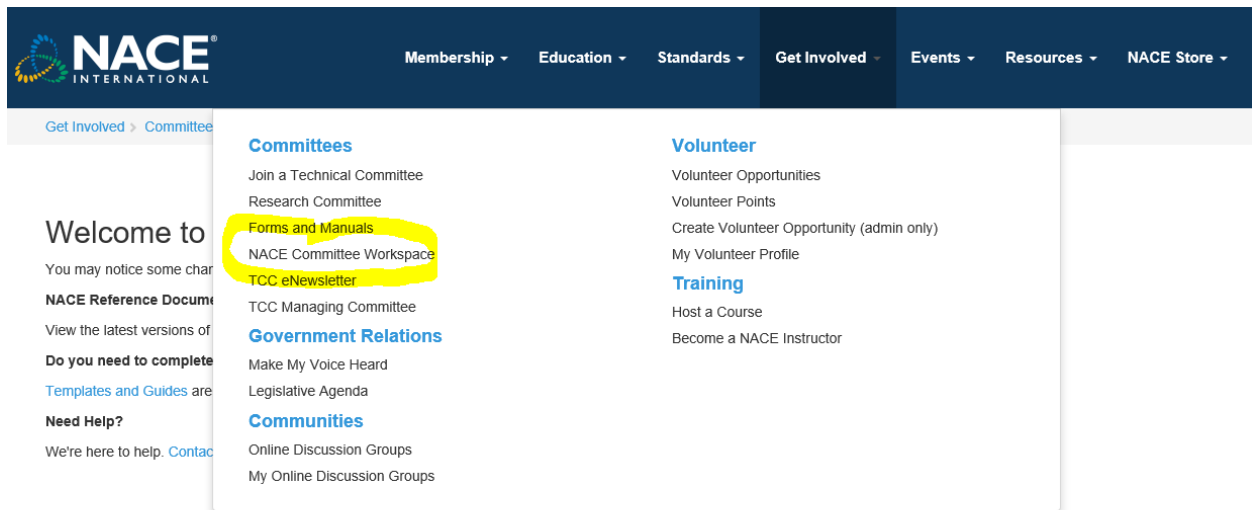 NACE®
INTERNATIONAL
Membership Education Standards Get Involved Events Resources NACE Store
Get Involved > Committee
Committees
Join a Technical Committee
Research Committee
Forms and Manuals
NACE Committee Workspace
TCC eNewsletter
TCC Managing Committee
Government Relations
Make My Voice Heard
Legislative Agenda
Communities
Online Discussion Groups
My Online Discussion Groups
Volunteer
Volunteer Opportunities
Volunteer Points
Create Volunteer Opportunity (admin only)
My Volunteer Profile
Training
Host a Course
Become a NACE Instructor
Welcome to
You may notice some
NACE Reference
View the latest versions of
Do you need to complete
Templates and Guides are
Need Help?
We're here to help.